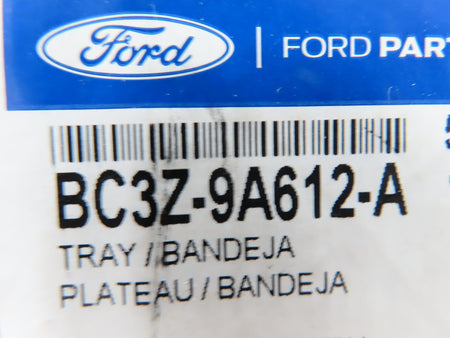 Ford | FORD PART
BC3Z-9A612-A
TRAY / BANDEJA
PLATEAU / BANDEJA